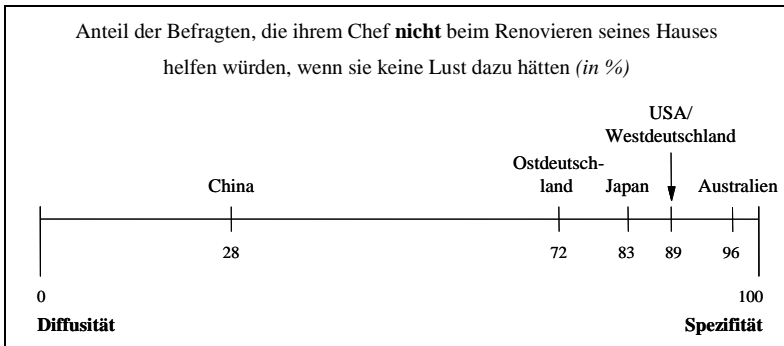 Anteil der Befragten, die ihrem Chef nicht beim Renovieren seines Hauses
helfen würden, wenn sie keine Lust dazu hätten (in %)
USA/
Westdeutschland
Ostdeutsch-
China land Japan Australien
28 72 83 89 96
0 100
Diffusität Spezifität